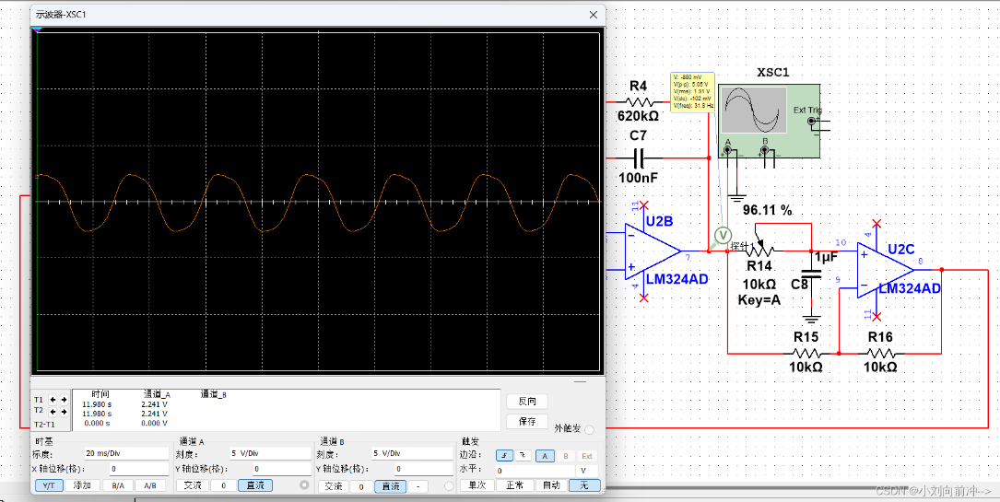 示波器-XSC1
时间 通道_A 通道_B
T1 11.980 s 2.241 V
T2 11.980 s 2.241 V
T2-T1 0.000 s 0.000 V
反向
保存
外触发
时基
标度: 20 ms/Div
X 轴位移(格): 0
Y/T 添加 B/A A/B
通道 A
刻度: 5 V/Div
Y 轴位移(格): 0
交流 0 直流
通道 B
刻度: 5 V/Div
Y 轴位移(格): 0
交流 0 直流 -
触发
边沿: A B Ext
水平: 0 V
单次 正常 自动 无
R4
620kΩ
C7
100nF
V: -880 mV
V(p-p): 5.05 V
V(rms): 1.91 V
V(dc): -102 mV
V(freq): 31.8 Hz
XSC1
Ext Trig
A B
11
U2B
7
LM324AD
4
V
探针1
96.11 %
R14
10kΩ
Key=A
1µF
C8
10
9
4
U2C
8
LM324AD
11
R15
10kΩ
R16
10kΩ
CSDN @小刘向前冲-->